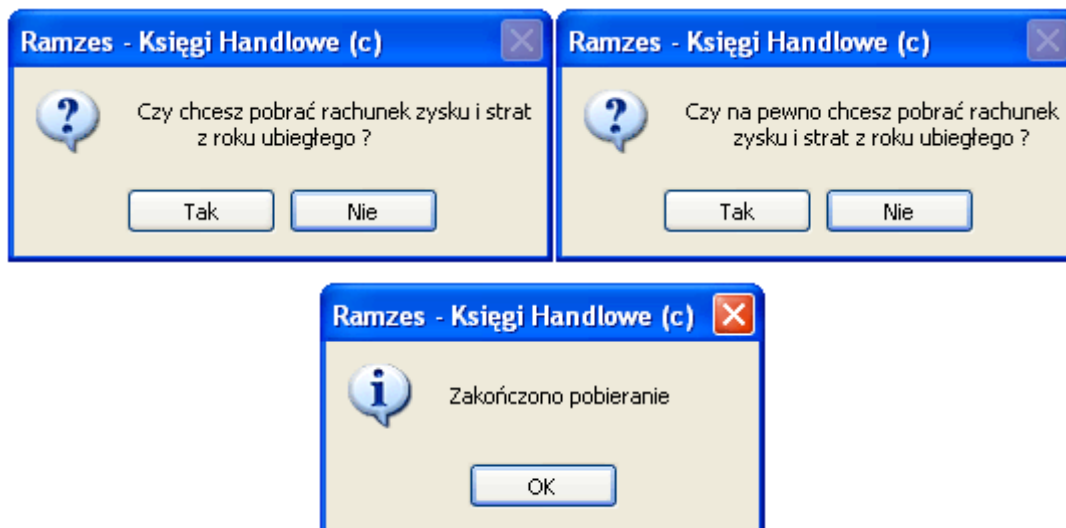 Ramzes - Księgi Handlowe (c)
Czy chcesz pobrać rachunek zysku i strat
z roku ubiegłego ?
Tak
Nie
Ramzes - Księgi Handlowe (c)
Czy na pewno chcesz pobrać rachunek
zysku i strat z roku ubiegłego ?
Tak
Nie
Ramzes - Księgi Handlowe (c)
Zakończono pobieranie
OK